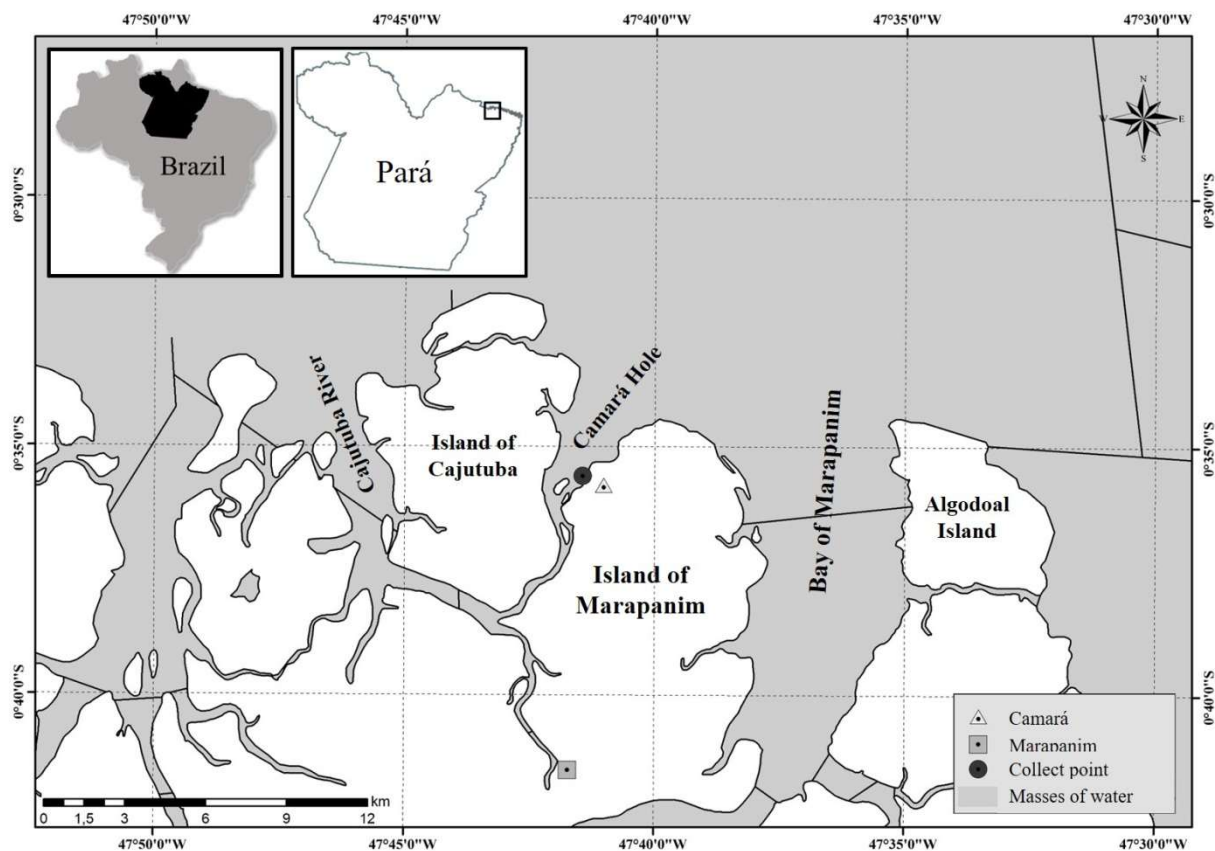 47°50'0"W 47°45'0"W 47°40'0"W 47°35'0"W 47°30'0"W
N
W E
S
Brazil
Pará
0°30'0"S
0°30'0"S
Cajutuba River
Camará Hole
Island of
Cajutuba
0°35'0"S
0°35'0"S
Bay of Marapanim
Algodoal
Island
Island of
Marapanim
0°40'0"S
0°40'0"S
Camará
Marapanim
Collect point
Masses of water
km
0 1,5 3 6 9 12
47°50'0"W 47°45'0"W 47°40'0"W 47°35'0"W 47°30'0"W